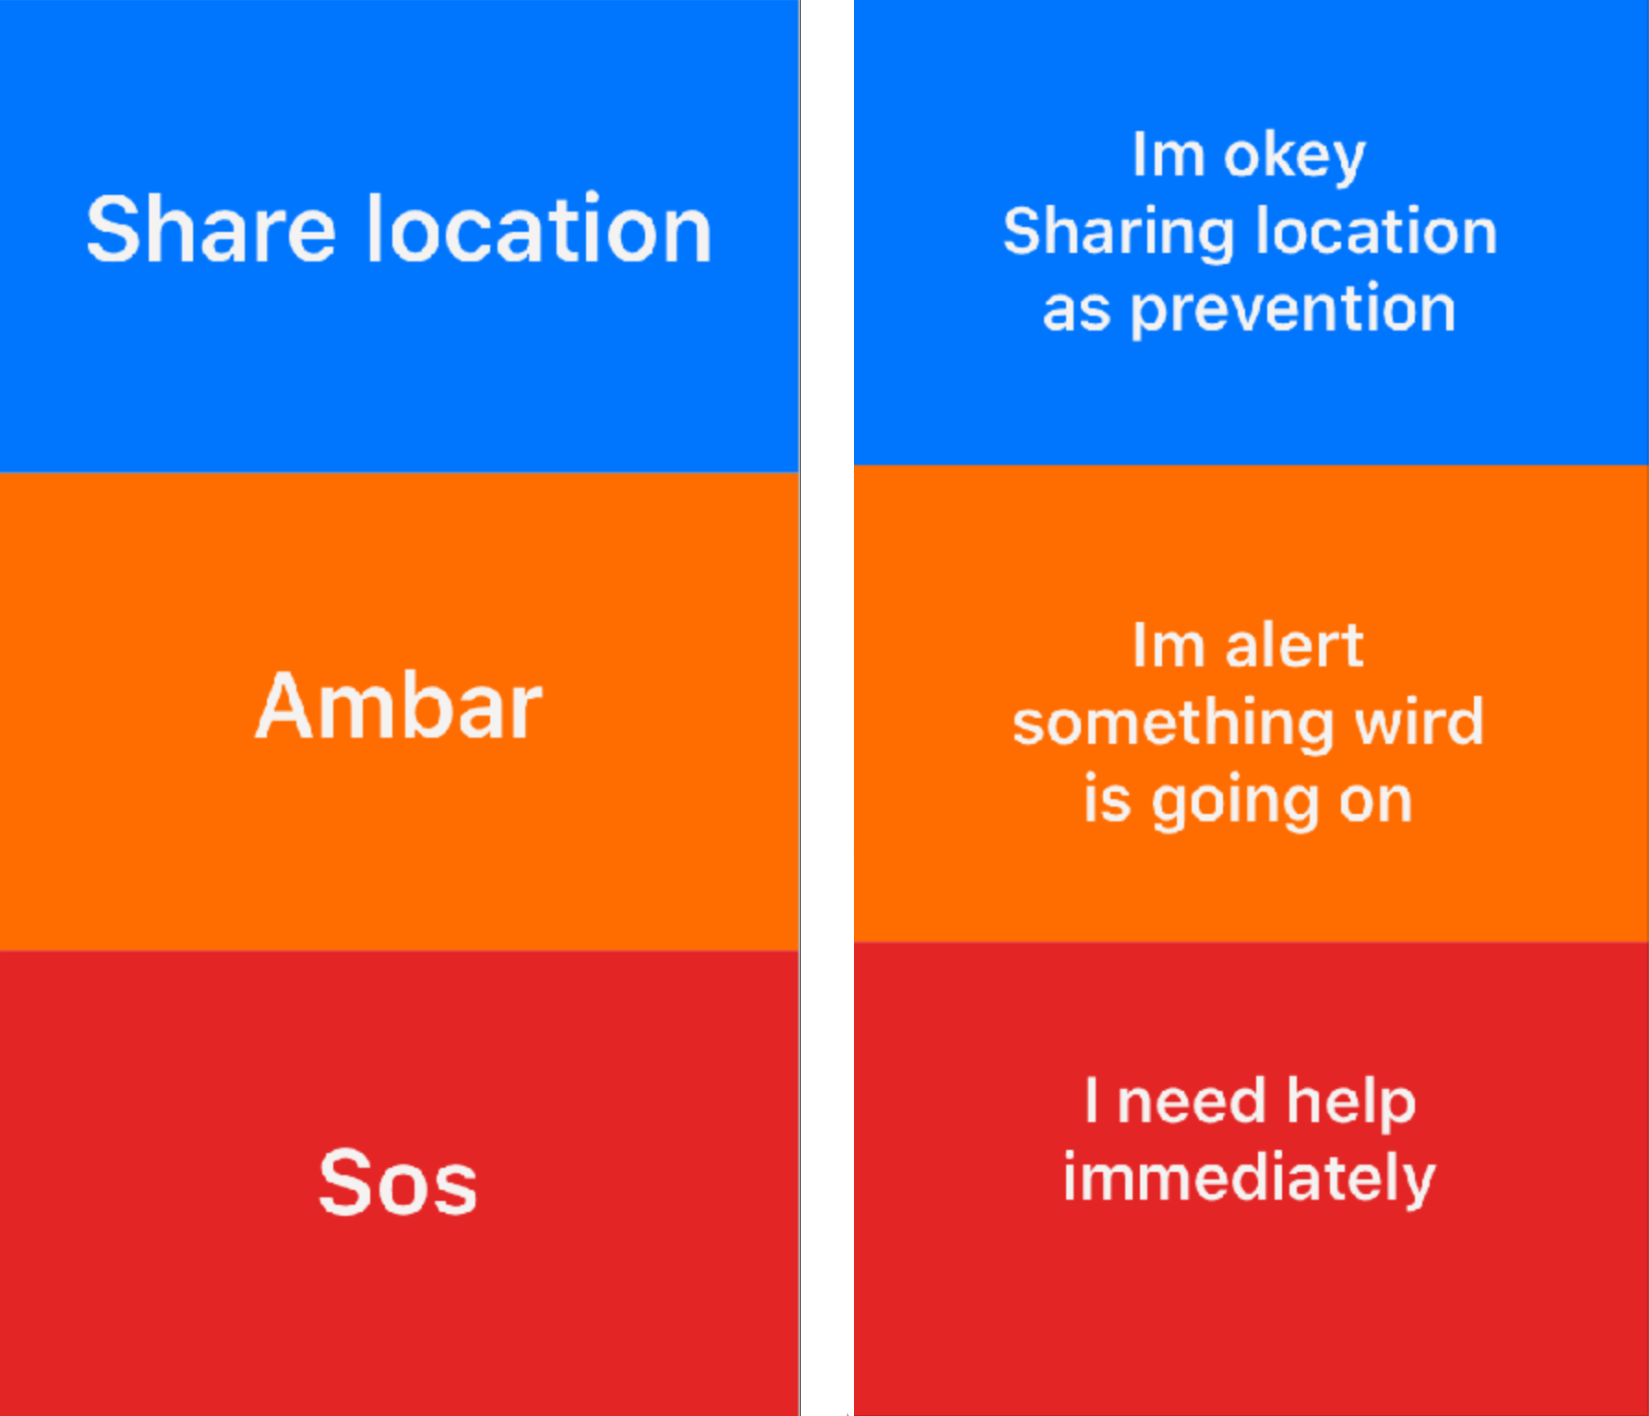 Share location
Ambar
Sos
Im okey
Sharing location
as prevention
Im alert
something wird
is going on
I need help
immediately